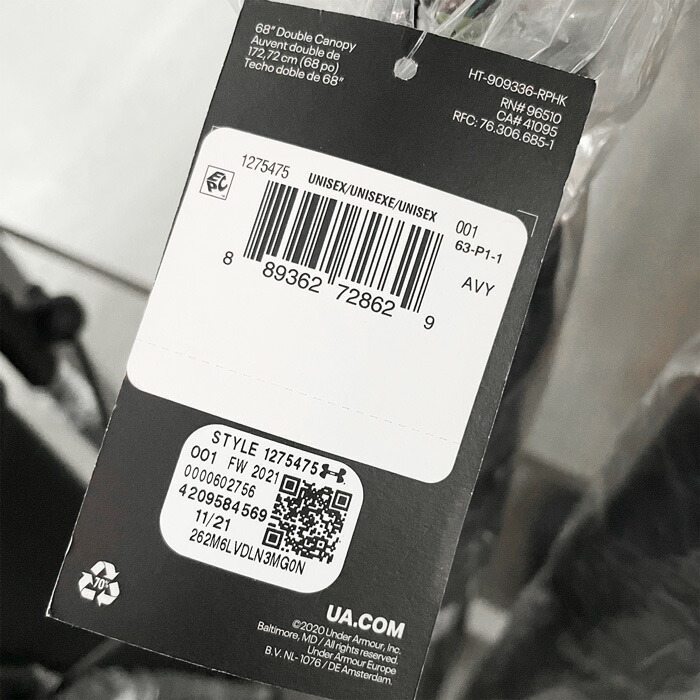 68" Double Canopy
Auvent double de
172,72 cm (68 po)
Techo doble de 68"
HT-909336-RPHK
RN# 96510
CA# 41095
RFC: 76.306.685-1
EPC
1275475
UNISEX/UNISEXE/UNISEX
001
63-P1-1
AVY
8 89362 72862 9
STYLE 1275475
001 FW 2021
0000602756
4209584569
11/21
262M6LVDLN3MG0N
70%
UA.COM
©2020 Under Armour, Inc.
Baltimore, MD / All rights reserved.
Under Armour Europe
B.V. NL-1076 / DE Amsterdam.